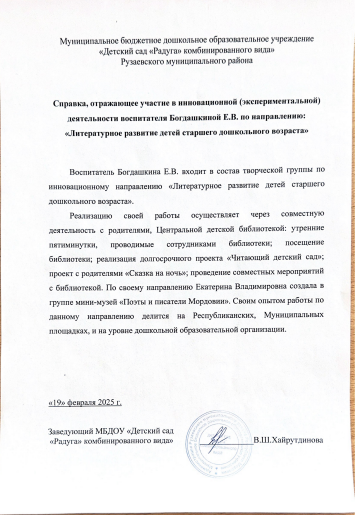 Муниципальное бюджетное дошкольное образовательное учреждение
«Детский сад «Радуга» комбинированного вида»
Рузаевского муниципального района
Справка, отражающее участие в инновационной (экспериментальной)
деятельности воспитателя Богдашкиной Е.В. по направлению:
«Литературное развитие детей старшего дошкольного возраста»
Воспитатель Богдашкина Е.В. входит в состав творческой группы по
инновационному направлению «Литературное развитие детей старшего
дошкольного возраста».
Реализацию своей работы осуществляет через совместную
деятельность с родителями, Центральной детской библиотекой: утренние
пятиминутки, проводимые сотрудниками библиотеки; посещение
библиотеки; реализация долгосрочного проекта «Читающий детский сад»;
проект с родителями «Сказка на ночь»; проведение совместных мероприятий
с библиотекой. По своему направлению Екатерина Владимировна создала в
группе мини-музей «Поэты и писатели Мордовии». Своим опытом работы по
данному направлению делится на Республиканских, Муниципальных
площадках, и на уровне дошкольной образовательной организации.
«19» февраля 2025 г.
Заведующий МБДОУ «Детский сад
«Радуга» комбинированного вида»
В.Ш.Хайрутдинова